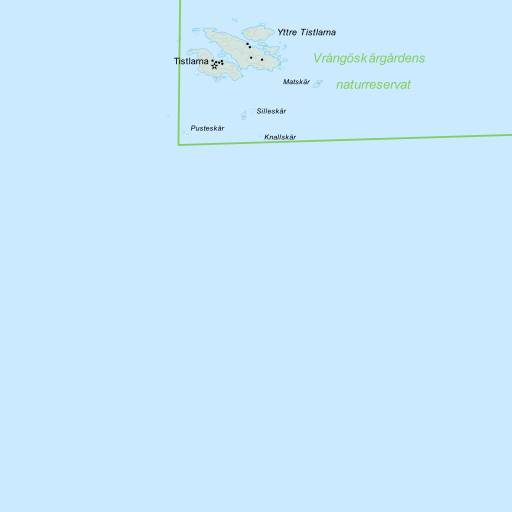 Yttre Tistlarna
Tistlarna
Vrångöskärgårdens
naturreservat
Matskär
Silleskär
Pusteskär
Knallskär